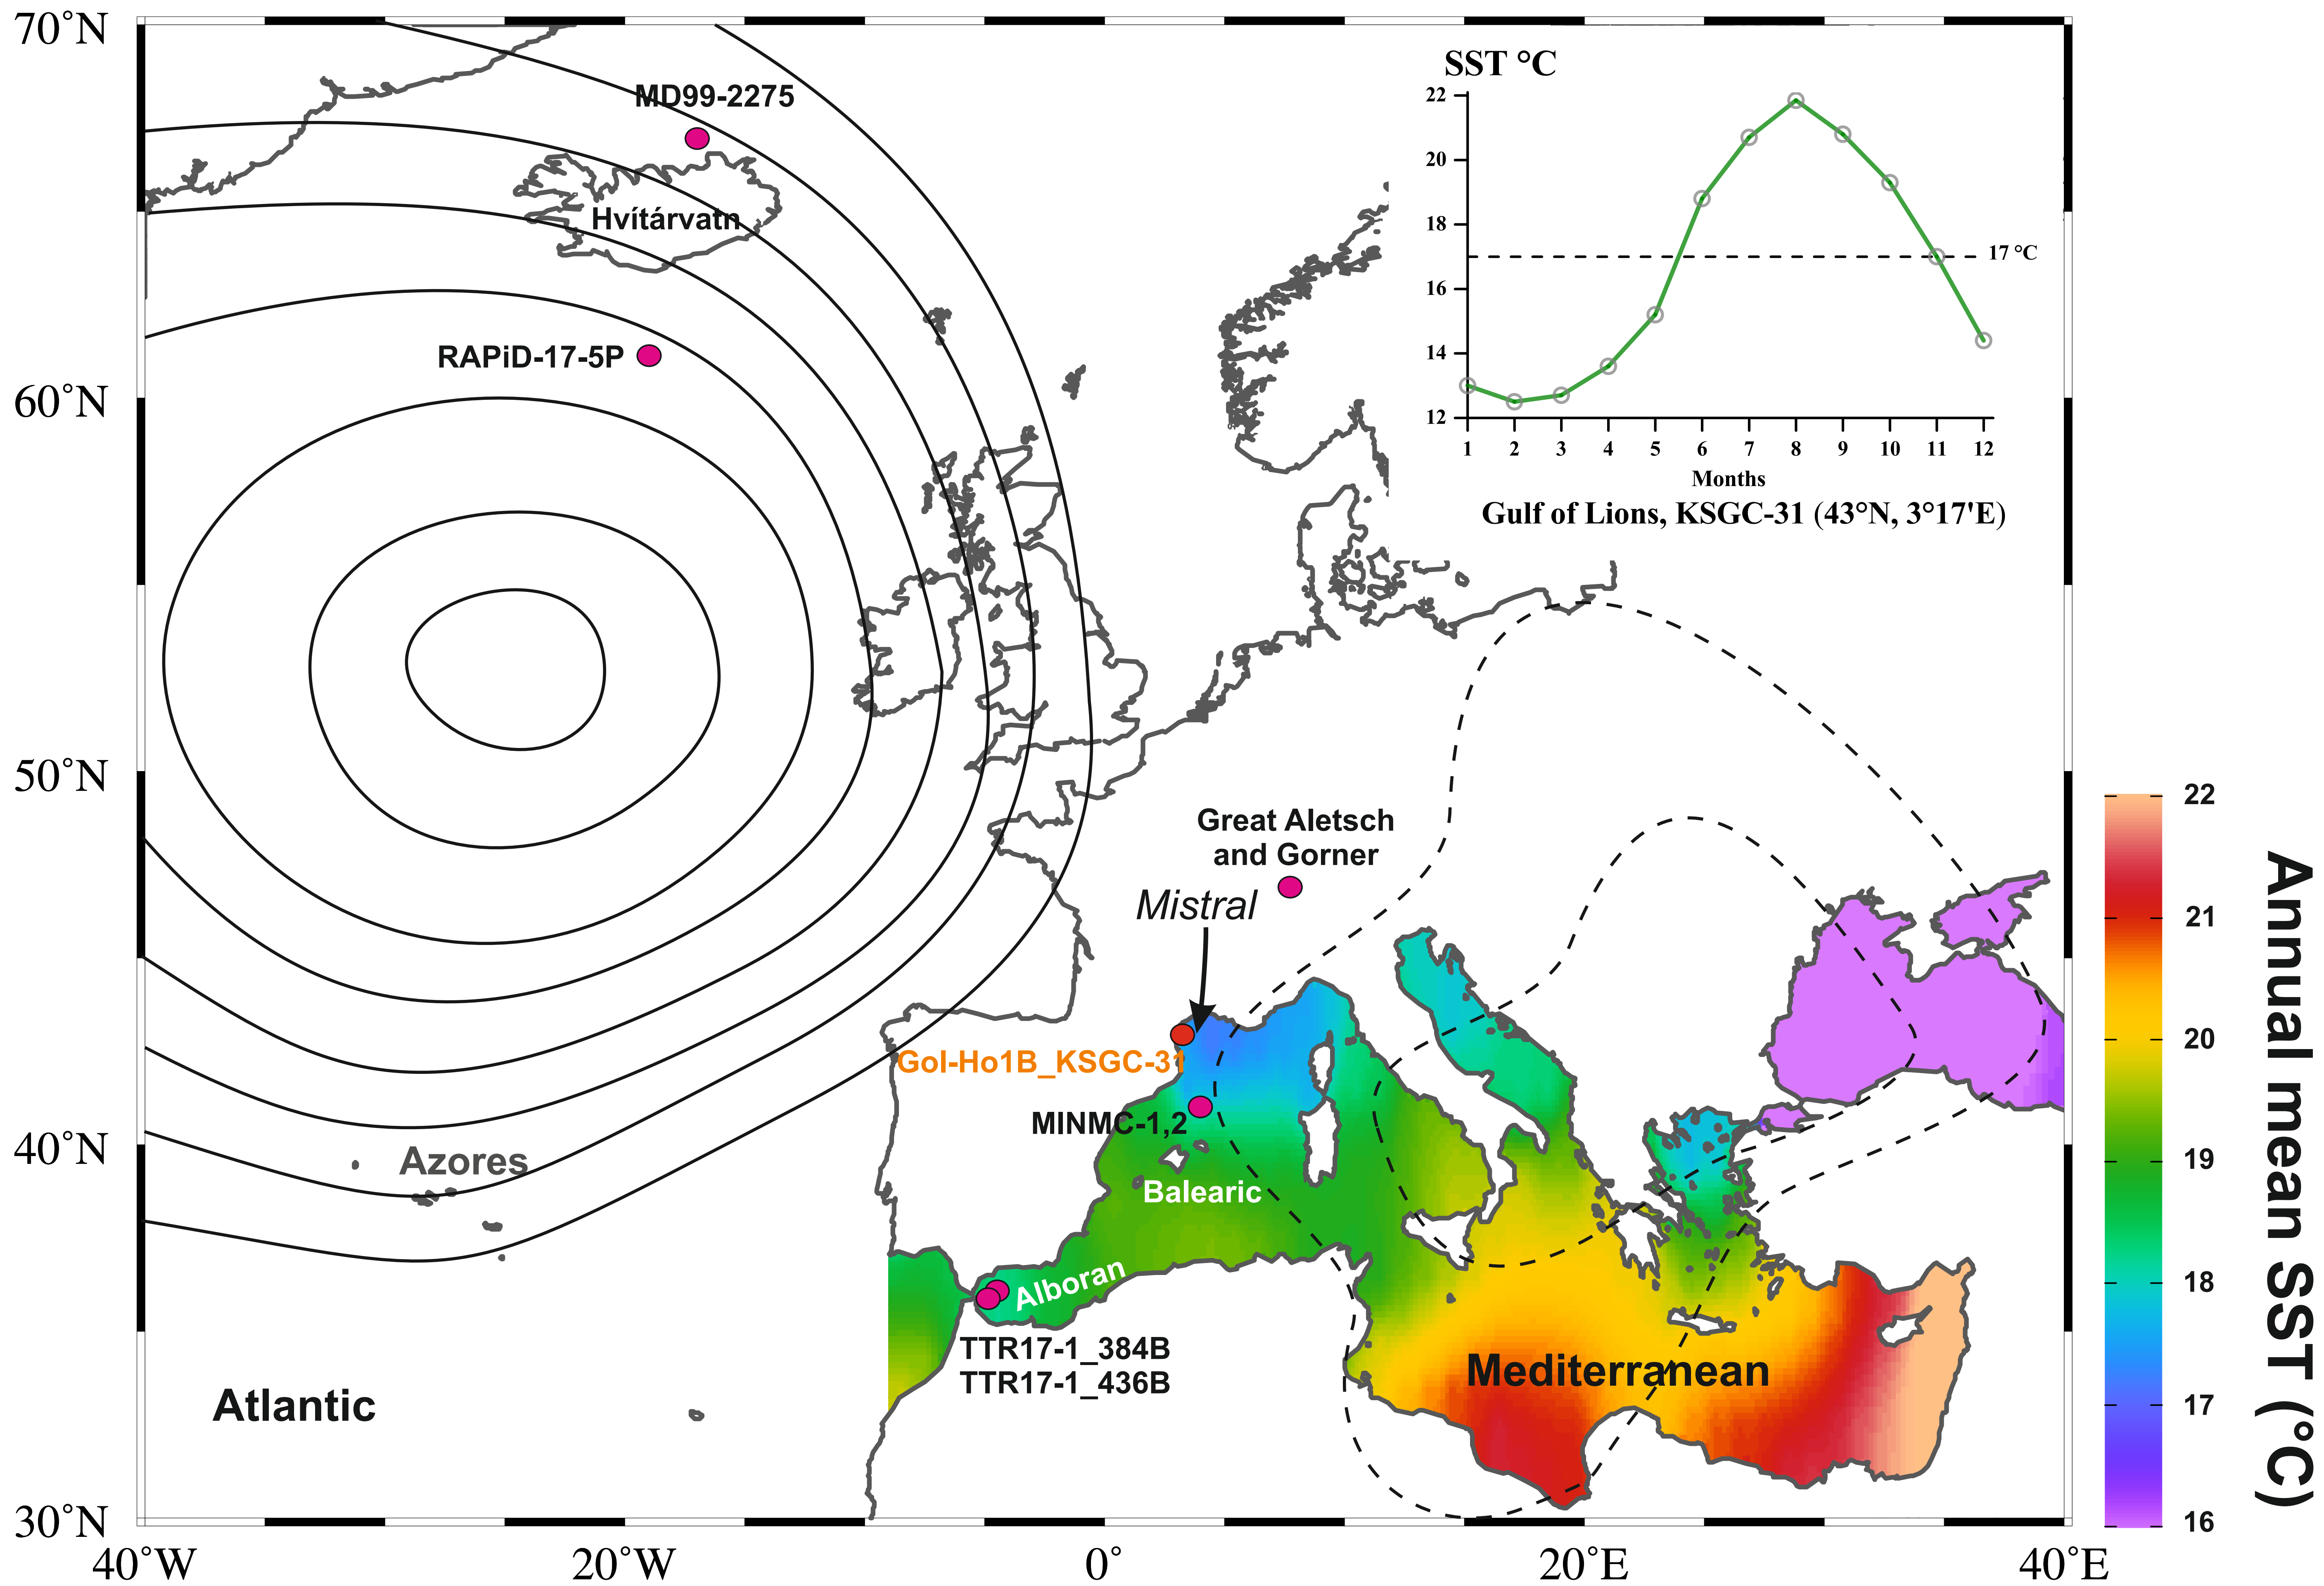 70°N
60°N
50°N
40°N
30°N
40°W
20°W
0°
20°E
40°E
MD99-2275
Hvítárvatn
RAPiD-17-5P
SST °C
22
20
18
16
14
12
17 °C
1 2 3 4 5 6 7 8 9 10 11 12
Months
Gulf of Lions, KSGC-31 (43°N, 3°17'E)
Great Aletsch
and Gorner
Mistral
Gol-Ho1B_KSGC-31
MINMC-1,2
Balearic
Azores
Alboran
TTR17-1_384B
TTR17-1_436B
Atlantic
Mediterranean
22
21
20
19
18
17
16
Annual mean SST (°C)